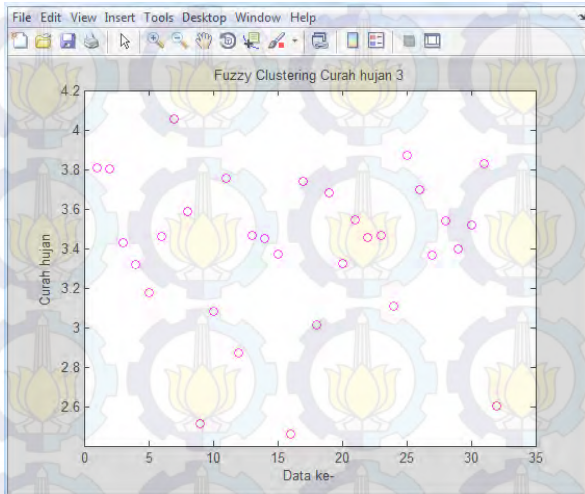 File Edit View Insert Tools Desktop Window Help
Fuzzy Clustering Curah hujan 3
4.2
4
3.8
3.6
3.4
3.2
3
2.8
2.6
Curah hujan
0 5 10 15 20 25 30 35
Data ke-